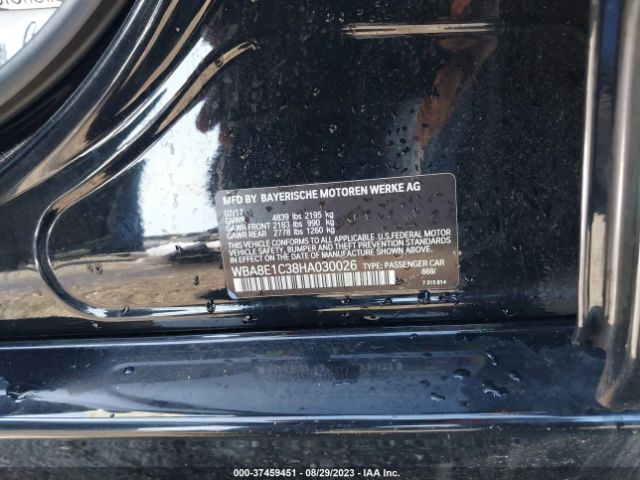 MFD BY BAYERISCHE MOTOREN WERKE AG
02/17
GVWR 4839 lbs 2195 kg
GAWR FRONT 2183 lbs 990 kg
GAWR REAR 2778 lbs 1260 kg
THIS VEHICLE CONFORMS TO ALL APPLICABLE U.S.FEDERAL MOTOR
VEHICLE SAFETY, BUMPER AND THEFT PREVENTION STANDARDS
IN EFFECT ON THE DATE OF MANUFACTURE SHOWN ABOVE.
WBA8E1C38HA030026 TYPE: PASSENGER CAR
668/
7 315 814
000-37459451 - 08/29/2023 - IAA Inc.